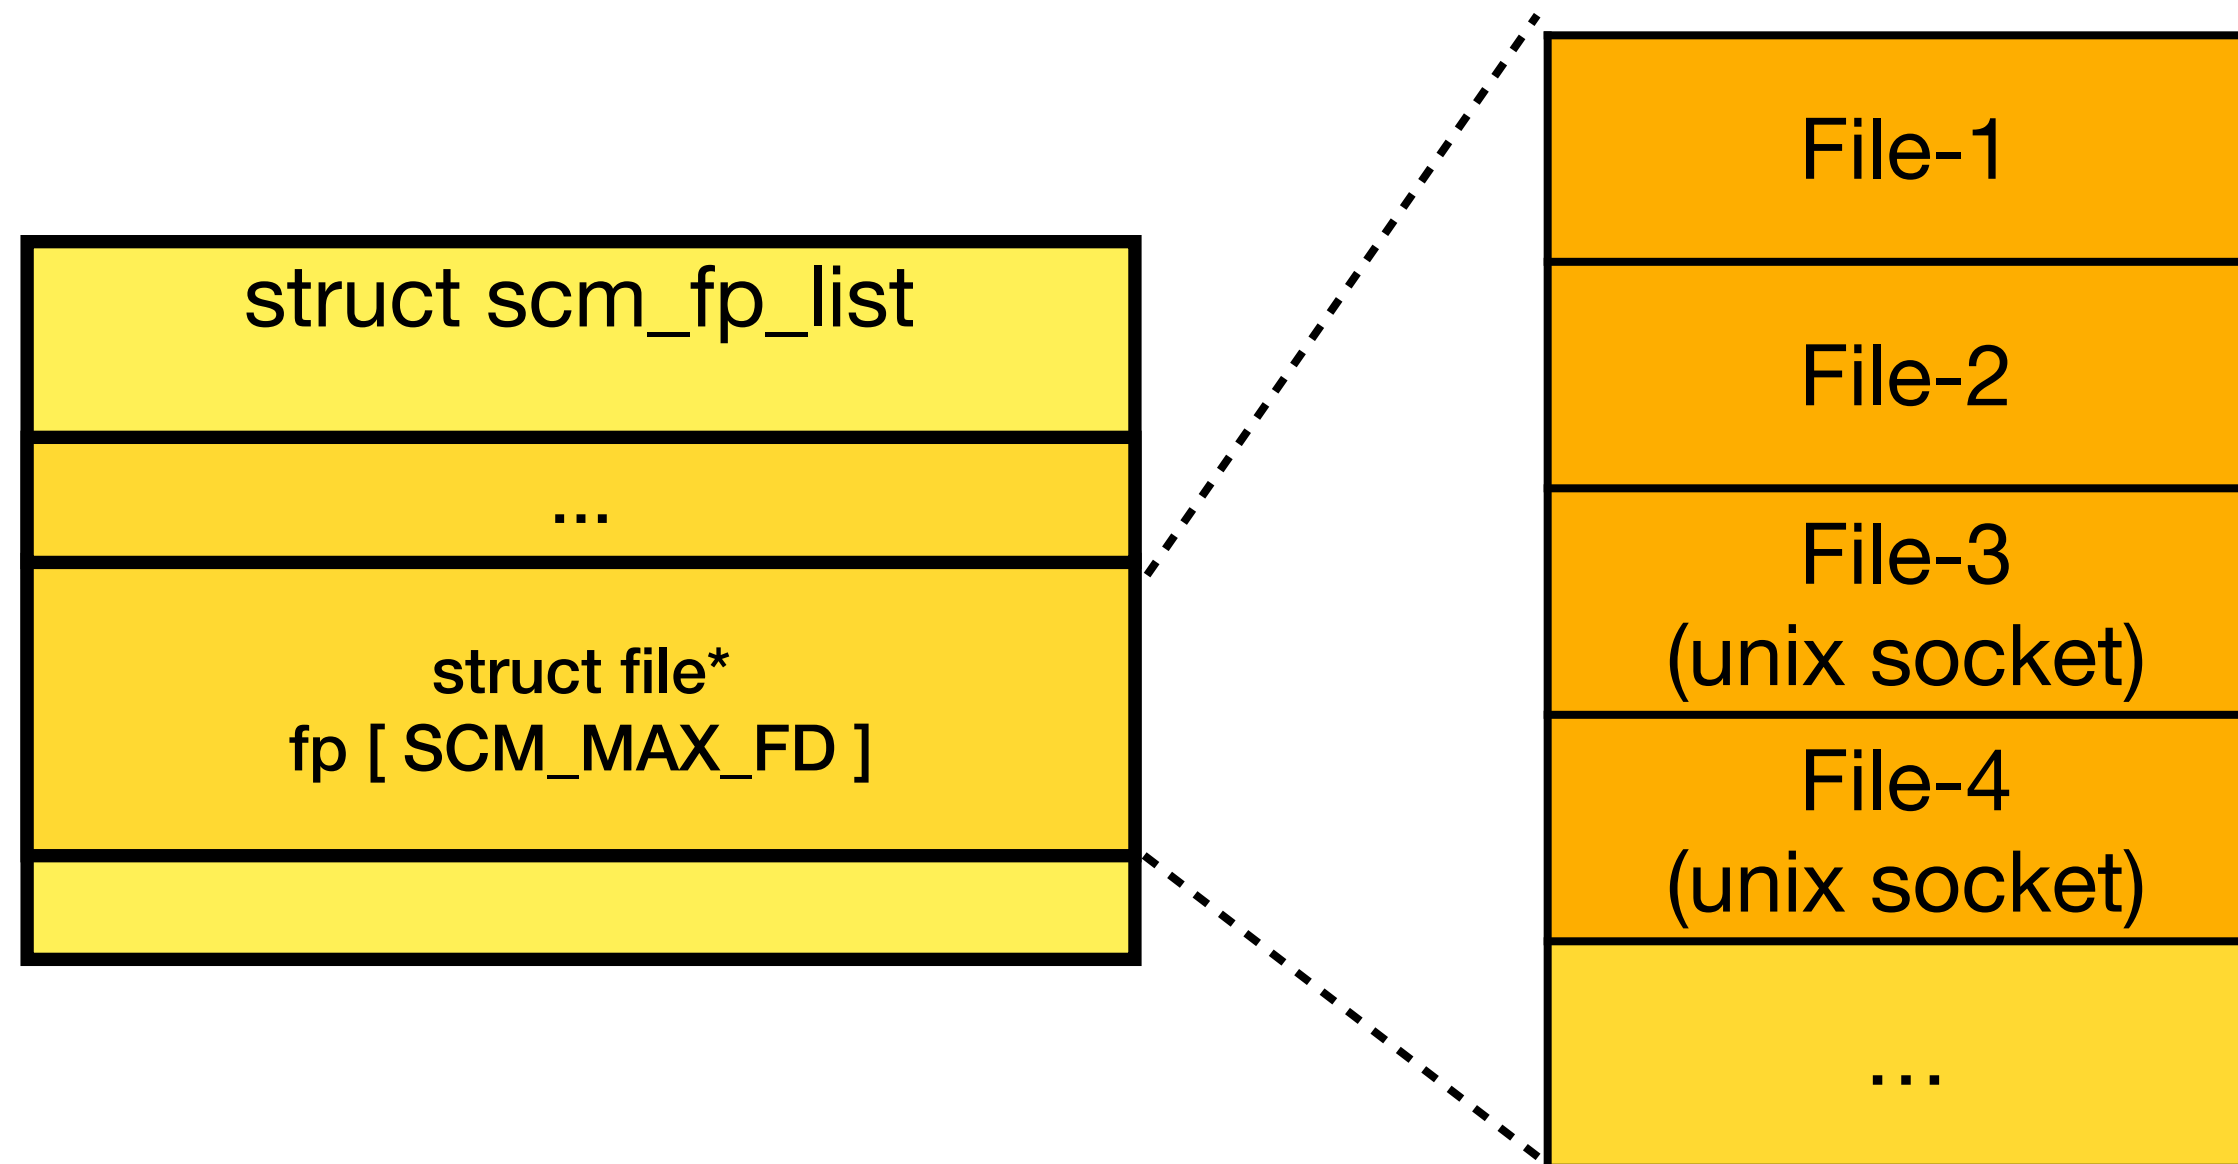 struct scm_fp_list
...
struct file*
fp [ SCM_MAX_FD ]
File-1
File-2
File-3
(unix socket)
File-4
(unix socket)
...